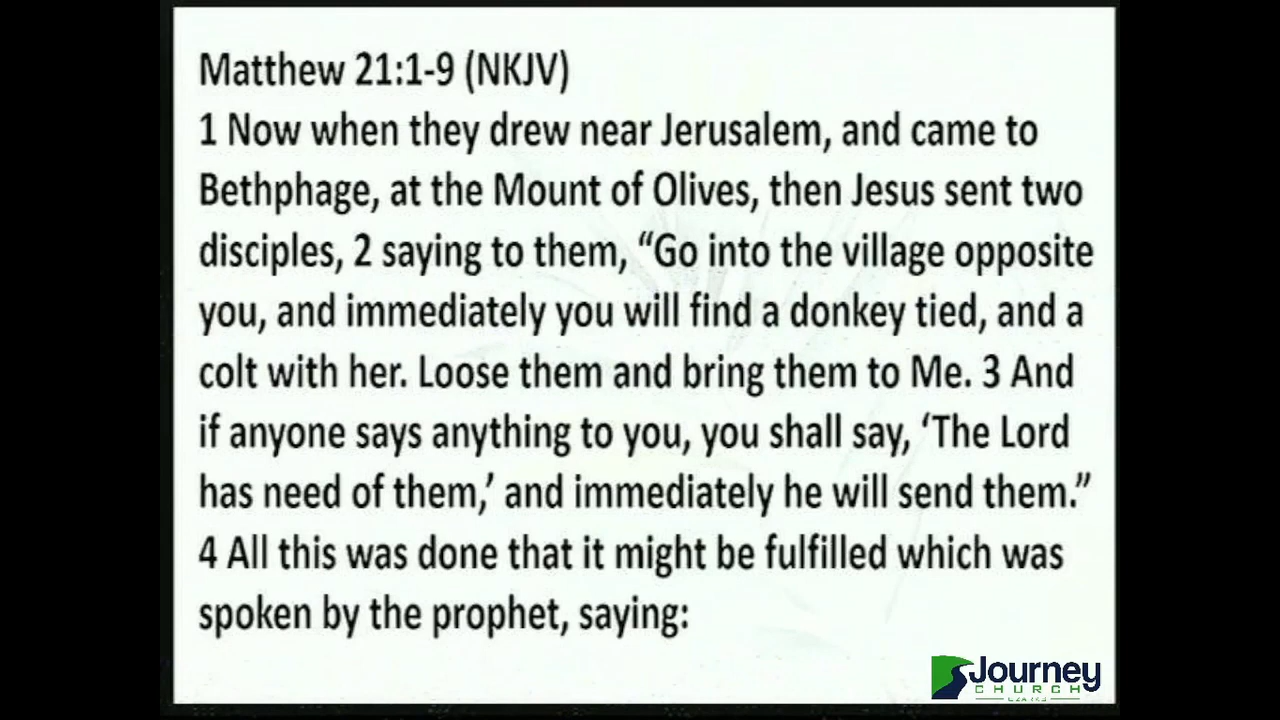 Matthew 21:1-9 (NKJV)
1 Now when they drew near Jerusalem, and came to
Bethphage, at the Mount of Olives, then Jesus sent two
disciples, 2 saying to them, “Go into the village opposite
you, and immediately you will find a donkey tied, and a
colt with her. Loose them and bring them to Me. 3 And
if anyone says anything to you, you shall say, ‘The Lord
has need of them,’ and immediately he will send them.”
4 All this was done that it might be fulfilled which was
spoken by the prophet, saying:
Journey
CHURCH